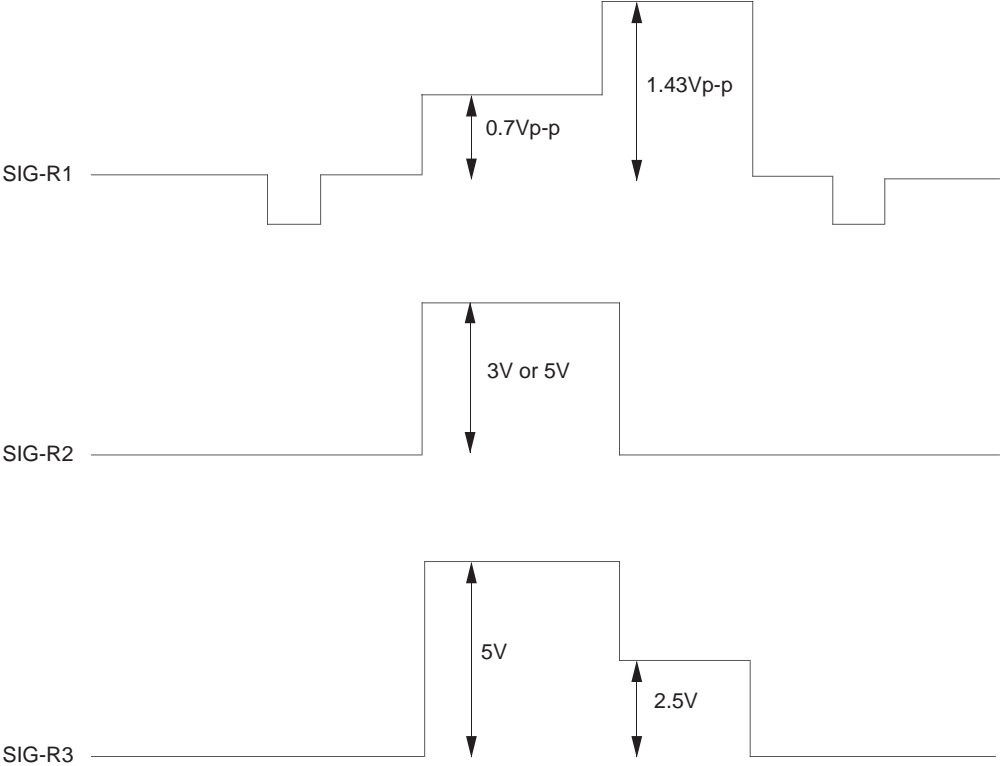 1.43Vp-p
0.7Vp-p
SIG-R1
3V or 5V
SIG-R2
5V
2.5V
SIG-R3